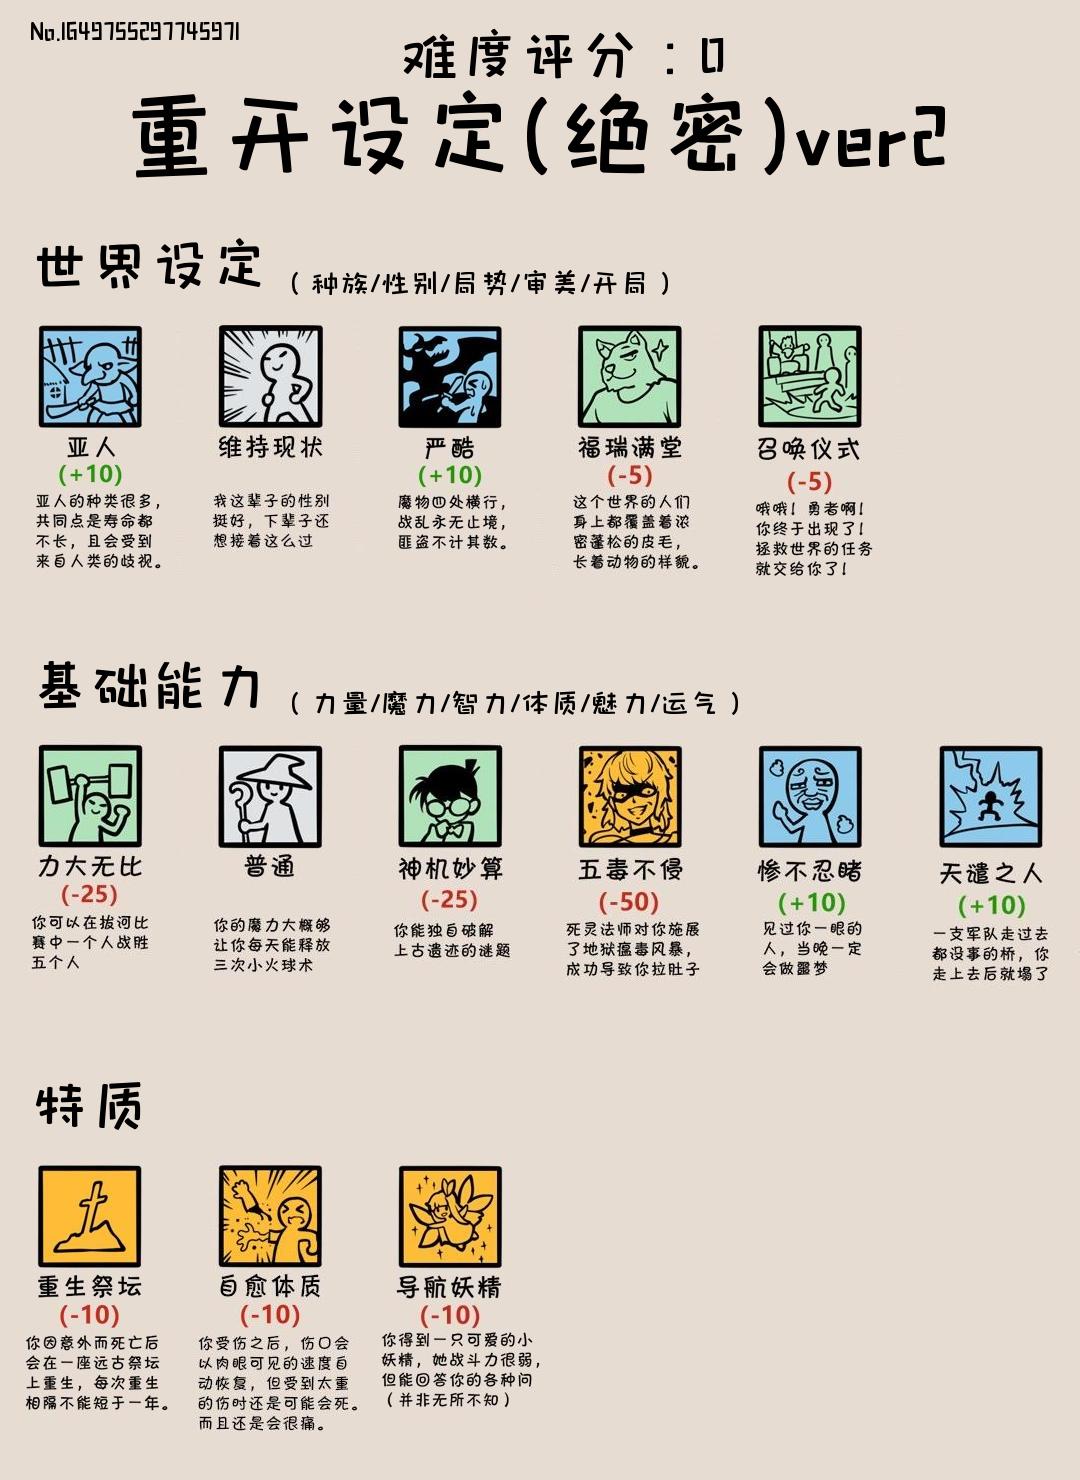 No.1649755297745971
难度评分:0
重开设定(绝密)ver2
世界设定(种族/性别/局势/审美/开局)
亚人
维持现状
严酷
福瑞满堂
召唤仪式
(+10)
(+10)
(-5)
(-5)
亚人的种类很多,
共同点是寿命都
不长,且会受到
来自人类的歧视。
我这辈子的性别
挺好,下辈子还
想接着这么过
魔物四处横行,
战乱永无止境,
匪盗不计其数。
这个世界的人们
身上都覆盖着浓
密蓬松的皮毛,
长着动物的样貌。
哦哦!勇者啊!
你终于出现了!
拯救世界的任务
就交给你了!
基础能力(力量/魔力/智力/体质/魅力/运气)
力大无比
普通
神机妙算
五毒不侵
惨不忍睹
天谴之人
(-25)
(-25)
(-50)
(+10)
(+10)
你可以在拔河比
赛中一个人战胜
五个人
你的魔力大概够
让你每天能释放
三次小火球术
你能独自破解
上古遗迹的谜题
死灵法师对你施展
了地狱瘟毒风暴,
成功导致你拉肚子
见过你一眼的
人,当晚一定
会做噩梦
一支军队走过去
都没事的桥,你
走上去后就塌了
特质
重生祭坛
自愈体质
导航妖精
(-10)
(-10)
(-10)
你因意外而死亡后
会在一座远古祭坛
上重生,每次重生
相隔不能短于一年。
你受伤之后,伤口会
以肉眼可见的速度自
动恢复,但受到太重
的伤时还是可能会死。
而且还是会很痛。
你得到一只可爱的小
妖精,她战斗力很弱,
但能回答你的各种问
(并非无所不知)